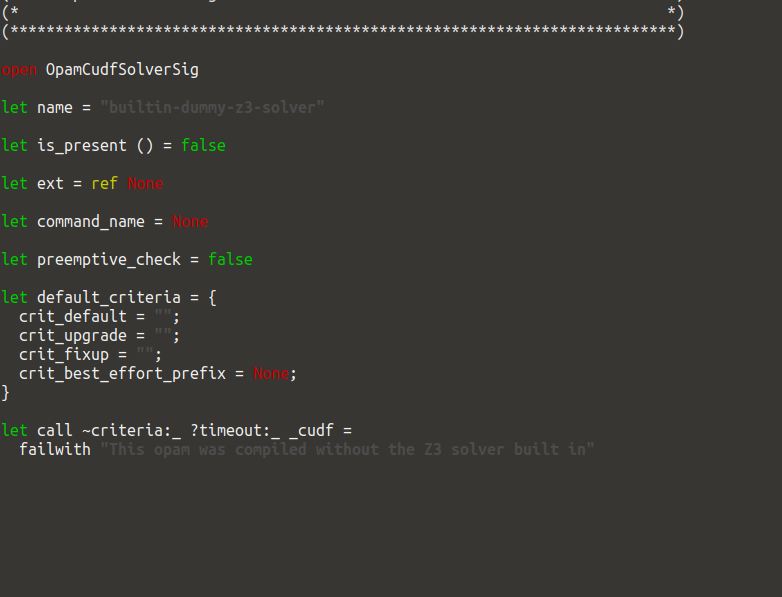 (*                                                                        *)
(**************************************************************************)
open OpamCudfSolverSig
let name = "builtin-dummy-z3-solver"
let is_present () = false
let ext = ref None
let command_name = None
let preemptive_check = false
let default_criteria = {
  crit_default = "";
  crit_upgrade = "";
  crit_fixup = "";
  crit_best_effort_prefix = None;
}
let call ~criteria:_ ?timeout:_ _cudf =
  failwith "This opam was compiled without the Z3 solver built in"